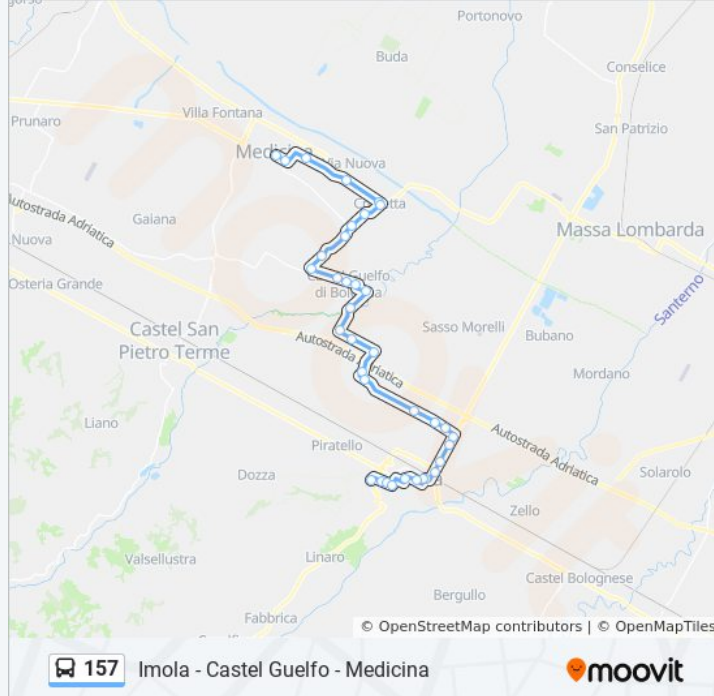 Portonovo
Buda
Conselice
Villa Fontana
Prunaro
San Patrizio
Medicina
Via Nuova
Massa Lombarda
Autostrada Adriatica
Gaiana
Nuova
Osteria Grande
Castel Guelfo
di Bologna
Santerno
Castel San
Pietro Terme
Sasso Morelli
Bubano
Autostrada Adriatica
Mordano
Liano
Piratello
Autostrada Adriatica
Dozza
Solarolo
Zello
Linaro
Valsellustra
Castel Bolognese
Bergullo
Fabbrica
© OpenStreetMap contributors | © OpenMapTiles
157 Imola - Castel Guelfo - Medicina moovit